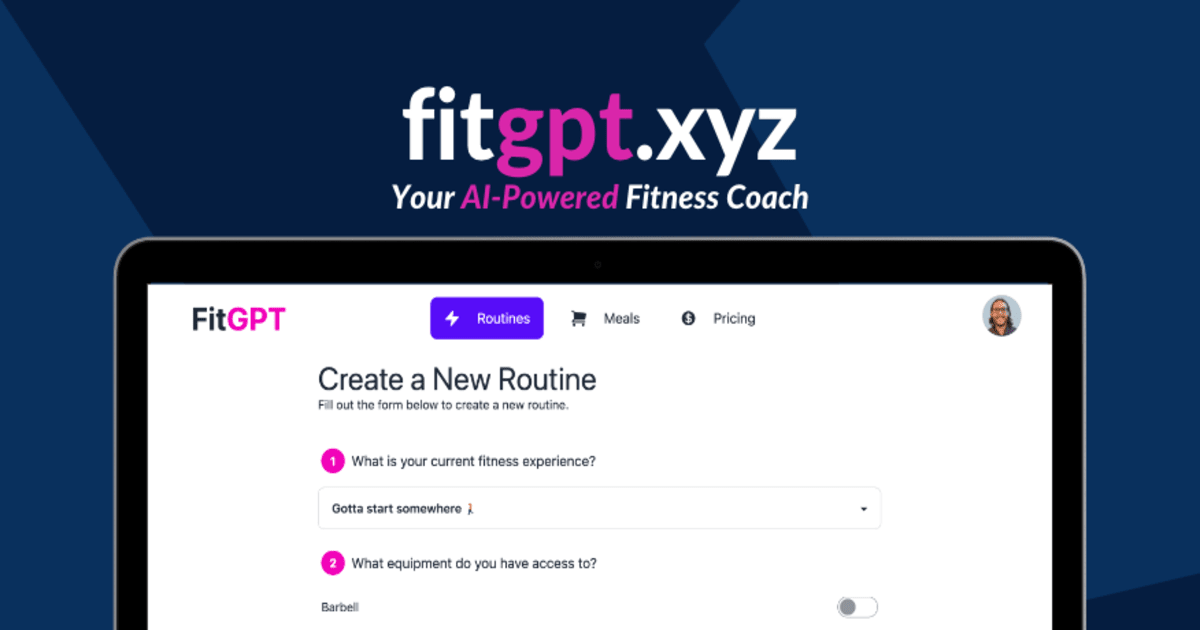 fitgpt.xyz
Your AI-Powered Fitness Coach
FitGPT
Routines
Meals
Pricing
Create a New Routine
Fill out the form below to create a new routine.
1 What is your current fitness experience?
Gotta start somewhere
2 What equipment do you have access to?
Barbell